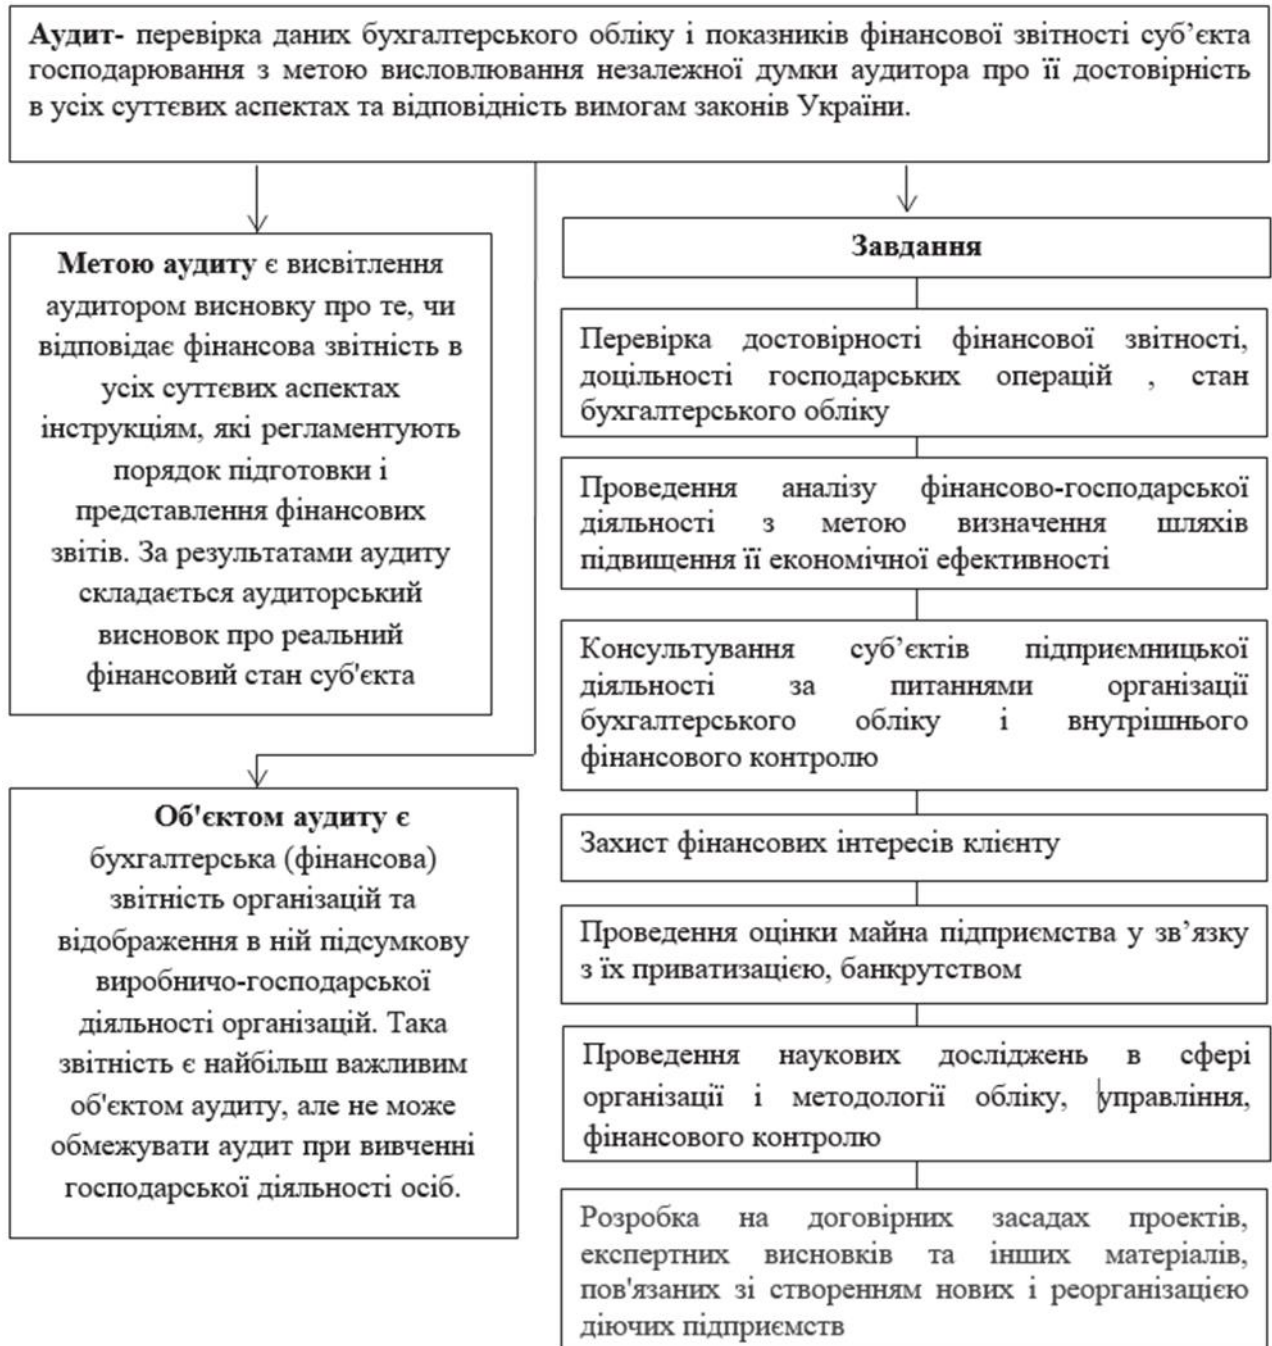 Аудит- перевірка даних бухгалтерського обліку і показників фінансової звітності суб’єкта
господарювання з метою висловлювання незалежної думки аудитора про її достовірність
в усіх суттєвих аспектах та відповідність вимогам законів України.
Метою аудиту є висвітлення
аудитором висновку про те, чи
відповідає фінансова звітність в
усіх суттєвих аспектах
інструкціям, які регламентують
порядок підготовки і
представлення фінансових
звітів. За результатами аудиту
складається аудиторський
висновок про реальний
фінансовий стан суб'єкта
Об'єктом аудиту є
бухгалтерська (фінансова)
звітність організацій та
відображення в ній підсумкову
виробничо-господарської
діяльності організацій. Така
звітність є найбільш важливим
об'єктом аудиту, але не може
обмежувати аудит при вивченні
господарської діяльності осіб.
Завдання
Перевірка достовірності фінансової звітності,
доцільності господарських операцій , стан
бухгалтерського обліку
Проведення аналізу фінансово-господарської
діяльності з метою визначення шляхів
підвищення її економічної ефективності
Консультування суб’єктів підприємницької
діяльності за питаннями організації
бухгалтерського обліку і внутрішнього
фінансового контролю
Захист фінансових інтересів клієнту
Проведення оцінки майна підприємства у зв’язку
з їх приватизацією, банкрутством
Проведення наукових досліджень в сфері
організації і методології обліку, управління,
фінансового контролю
Розробка на договірних засадах проектів,
експертних висновків та інших матеріалів,
пов'язаних зі створенням нових і реорганізацією
діючих підприємств